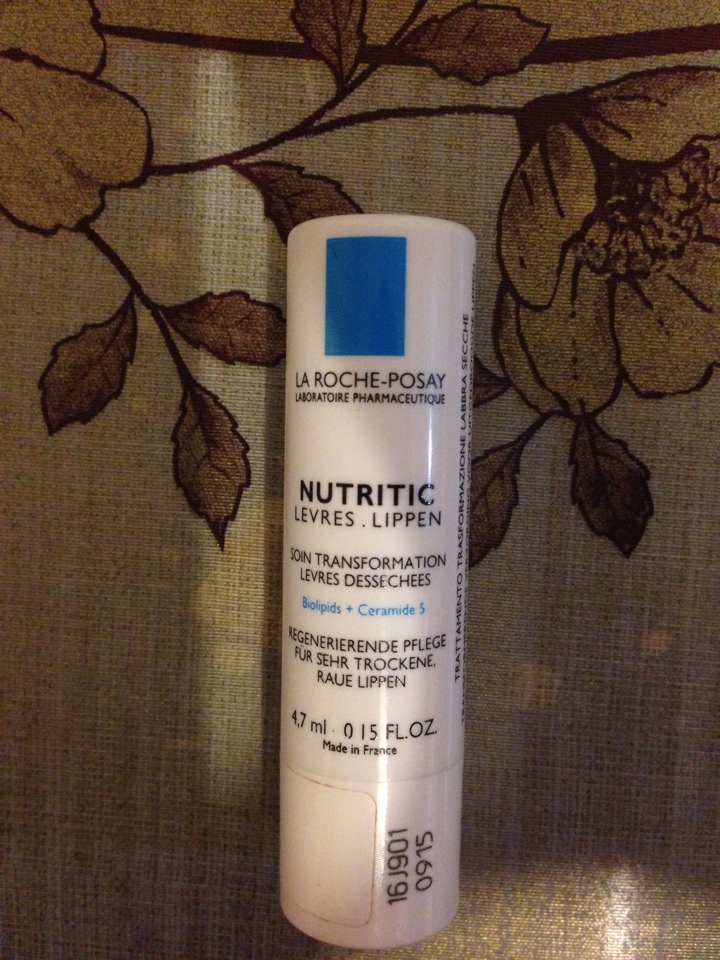 LA ROCHE-POSAY
LABORATOIRE PHARMACEUTIQUE
NUTRITIC
LEVRES . LIPPEN
SOIN TRANSFORMATION
LEVRES DESSECHEES
Biolipids + Ceramide 5
REGENERIERENDE PFLEGE
FÜR SEHR TROCKENE,
RAUE LIPPEN
4,7 ml · 0 15 FL.OZ.
Made in France
16J901
0915
TRATTAMENTO TRASFORMAZIONE LABBRA SECCHE